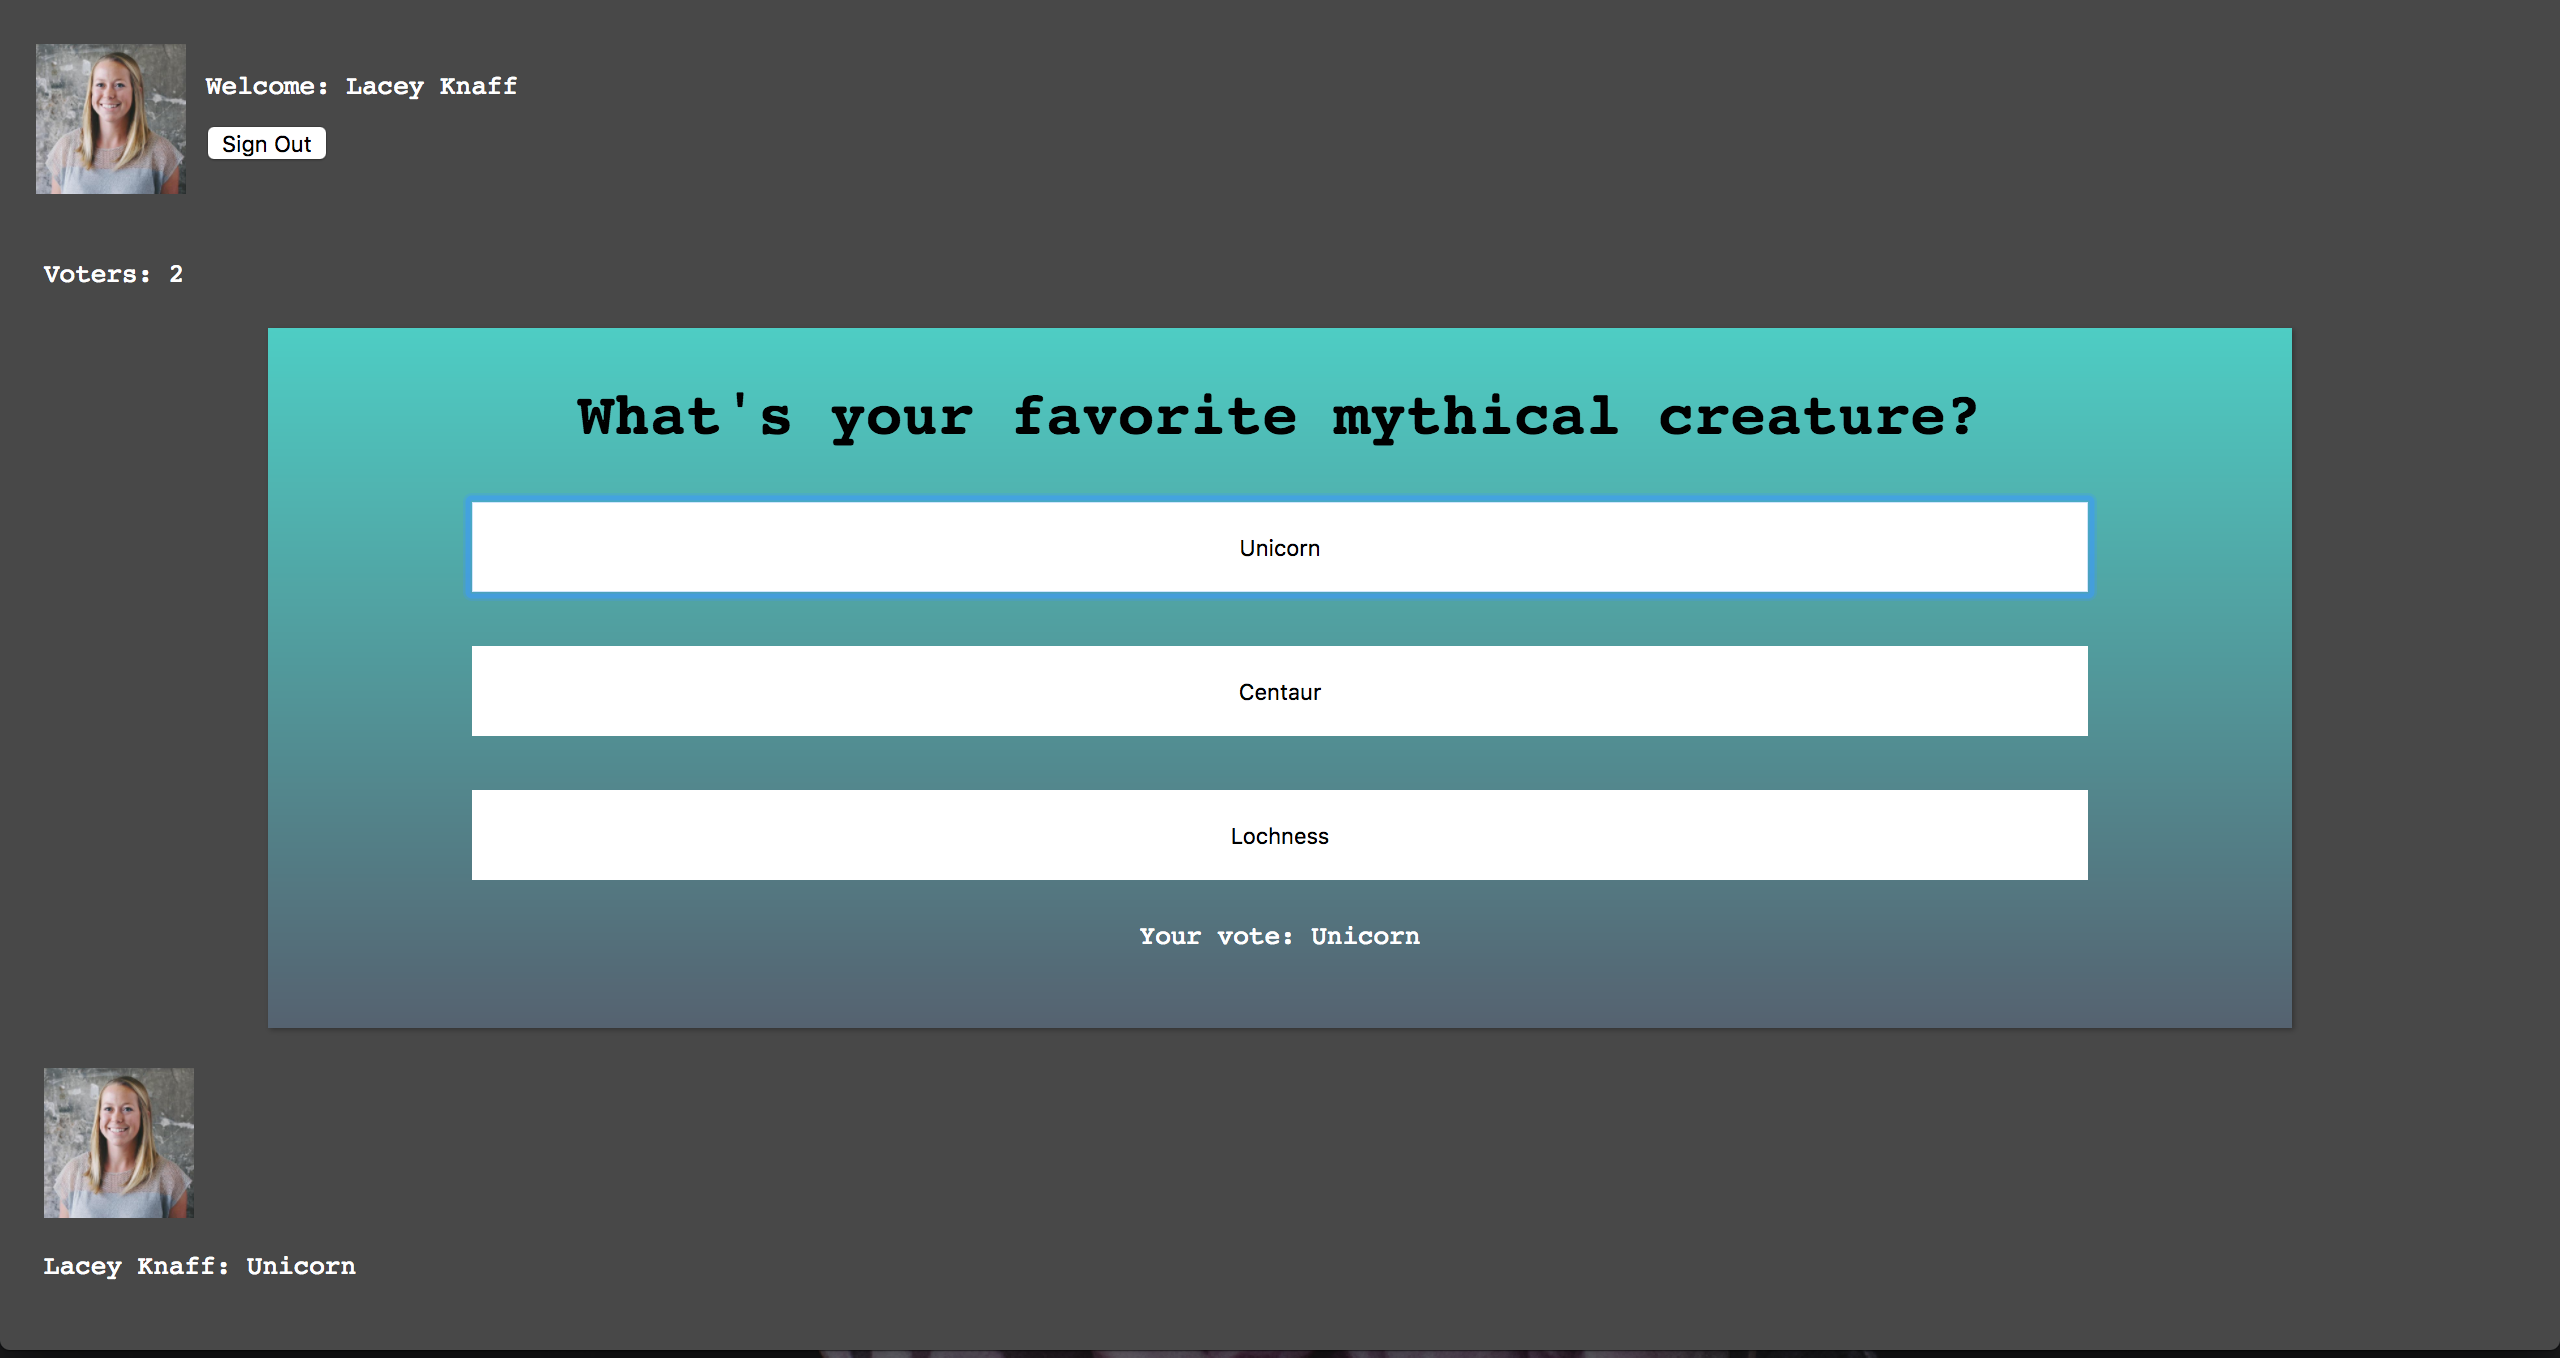 Welcome: Lacey Knaff
Sign Out
Voters: 2
What's your favorite mythical creature?
Unicorn
Centaur
Lochness
Your vote: Unicorn
Lacey Knaff: Unicorn